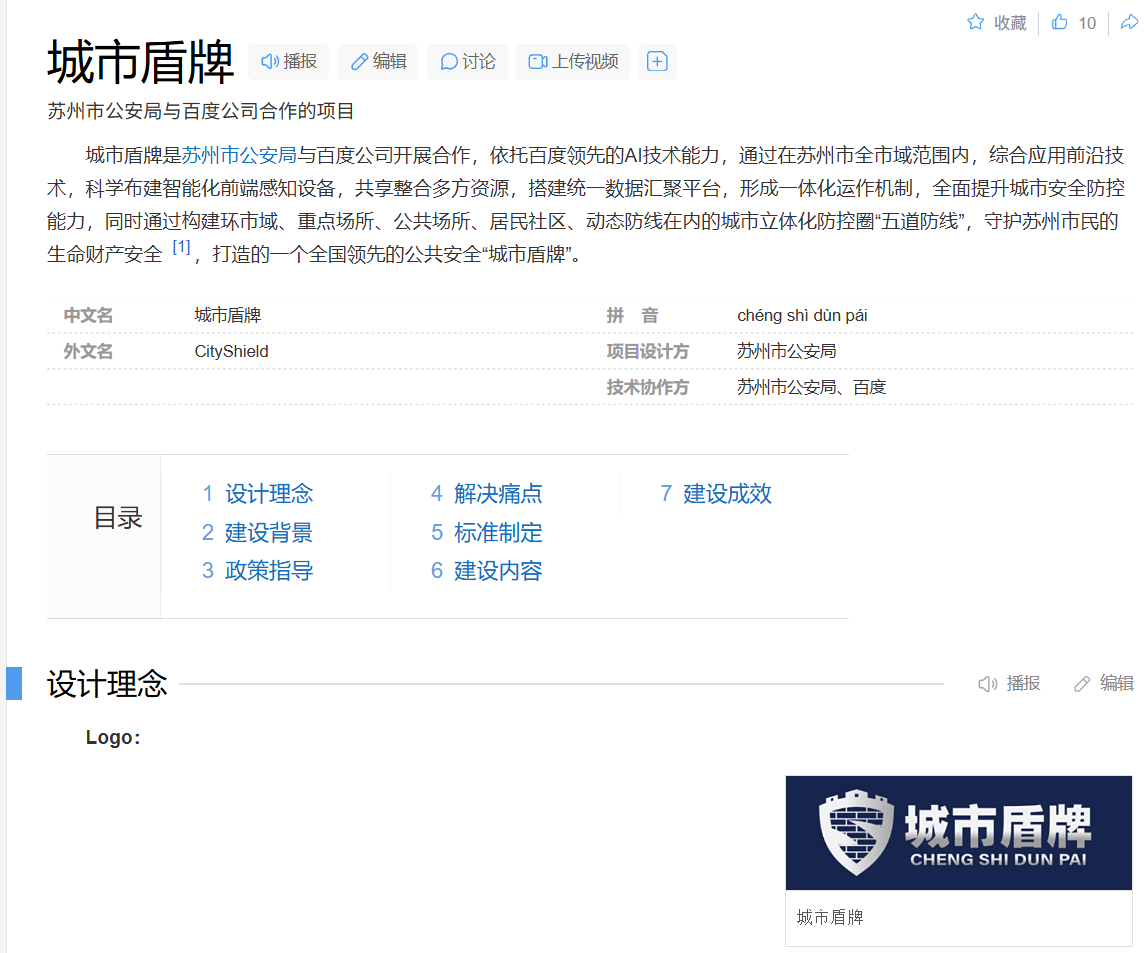 收藏 10
城市盾牌 播报 编辑 讨论 上传视频
苏州市公安局与百度公司合作的项目
城市盾牌是苏州市公安局与百度公司开展合作，依托百度领先的AI技术能力，通过在苏州市全市域范围内，综合应用前沿技
术，科学布建智能化前端感知设备，共享整合多方资源，搭建统一数据汇聚平台，形成一体化运作机制，全面提升城市安全防控
能力，同时通过构建环市域、重点场所、公共场所、居民社区、动态防线在内的城市立体化防控圈“五道防线”，守护苏州市民的
生命财产安全 [1]，打造的一个全国领先的公共安全“城市盾牌”。
中文名 城市盾牌 拼 音 chéng shì dùn pái
外文名 CityShield 项目设计方 苏州市公安局
技术协作方 苏州市公安局、百度
目录
1 设计理念 4 解决痛点 7 建设成效
2 建设背景 5 标准制定
3 政策指导 6 建设内容
设计理念 播报 编辑
Logo：
城市盾牌
CHENG SHI DUN PAI
城市盾牌